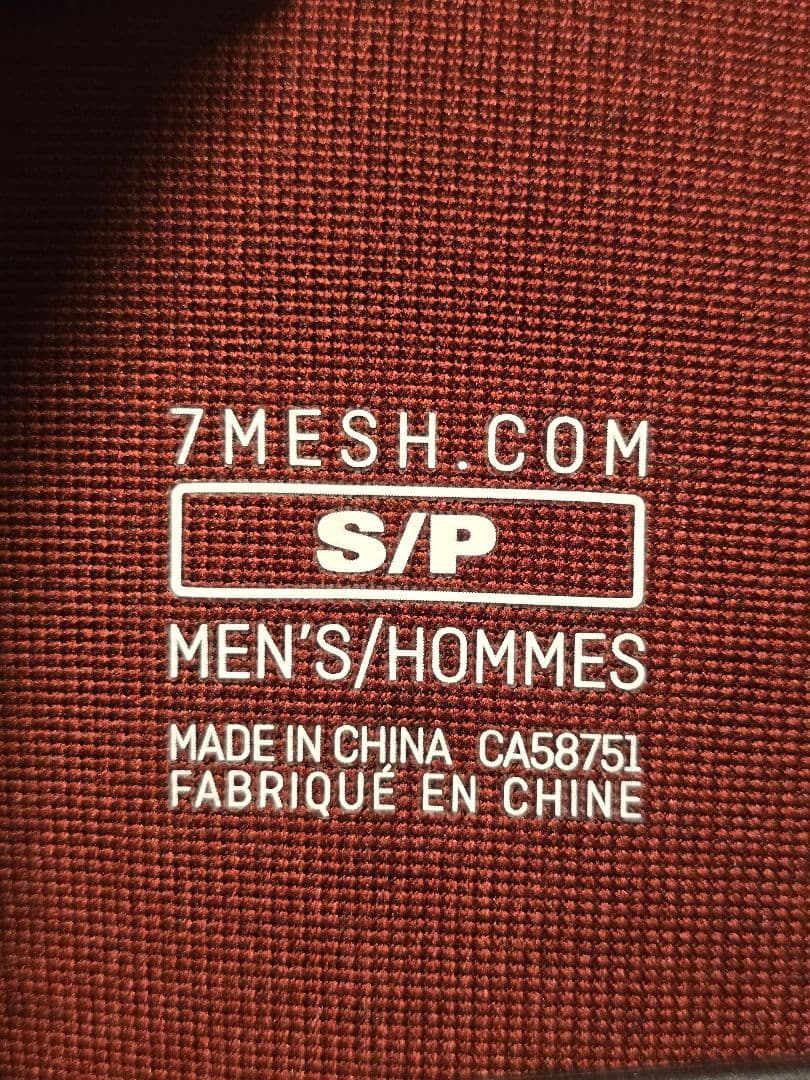 7MESH.COM
S/P
MEN'S/HOMMES
MADE IN CHINA CA58751
FABRIQUÉ EN CHINE